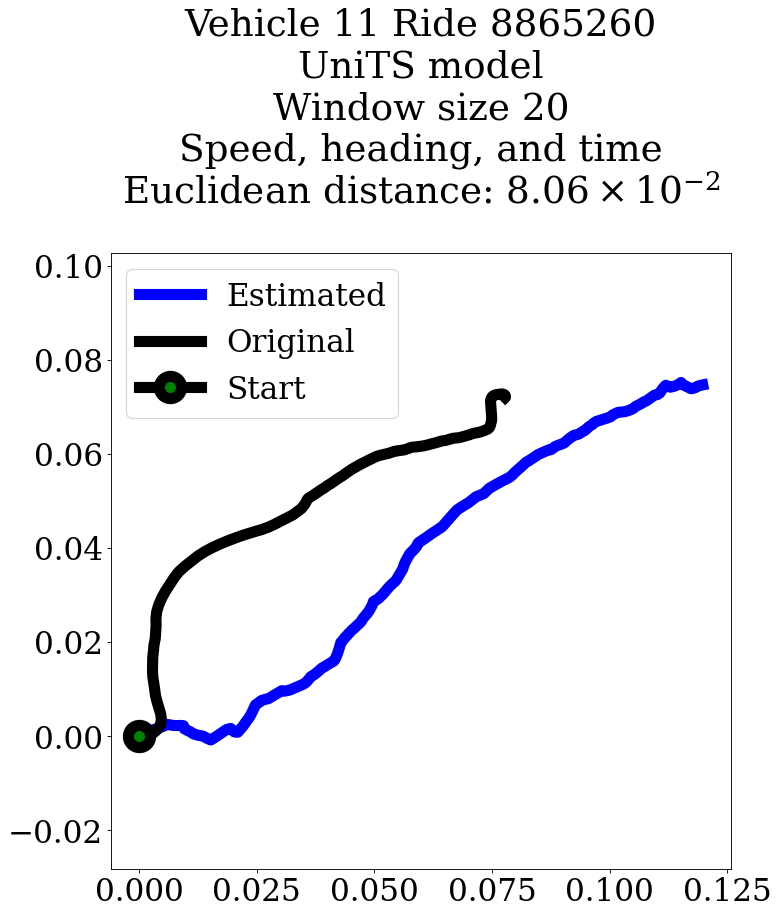 Vehicle 11 Ride 8865260
UniTS model
Window size 20
Speed, heading, and time
Euclidean distance: 8.06 × 10⁻²
Estimated
Original
Start
0.10
0.08
0.06
0.04
0.02
0.00
−0.02
0.000 0.025 0.050 0.075 0.100 0.125